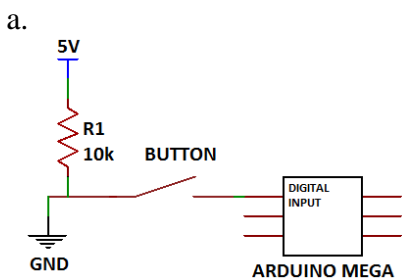 a.
5V
R1
10k
BUTTON
DIGITAL
INPUT
GND
ARDUINO MEGA